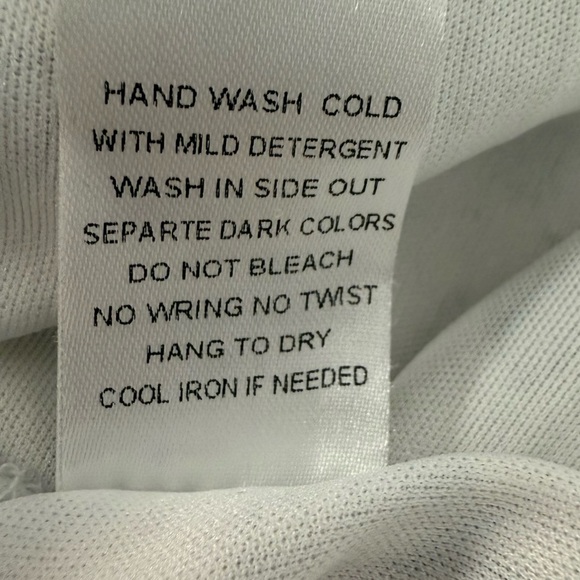 HAND WASH COLD
WITH MILD DETERGENT
WASH IN SIDE OUT
SEPARTE DARK COLORS
DO NOT BLEACH
NO WRING NO TWIST
HANG TO DRY
COOL IRON IF NEEDED